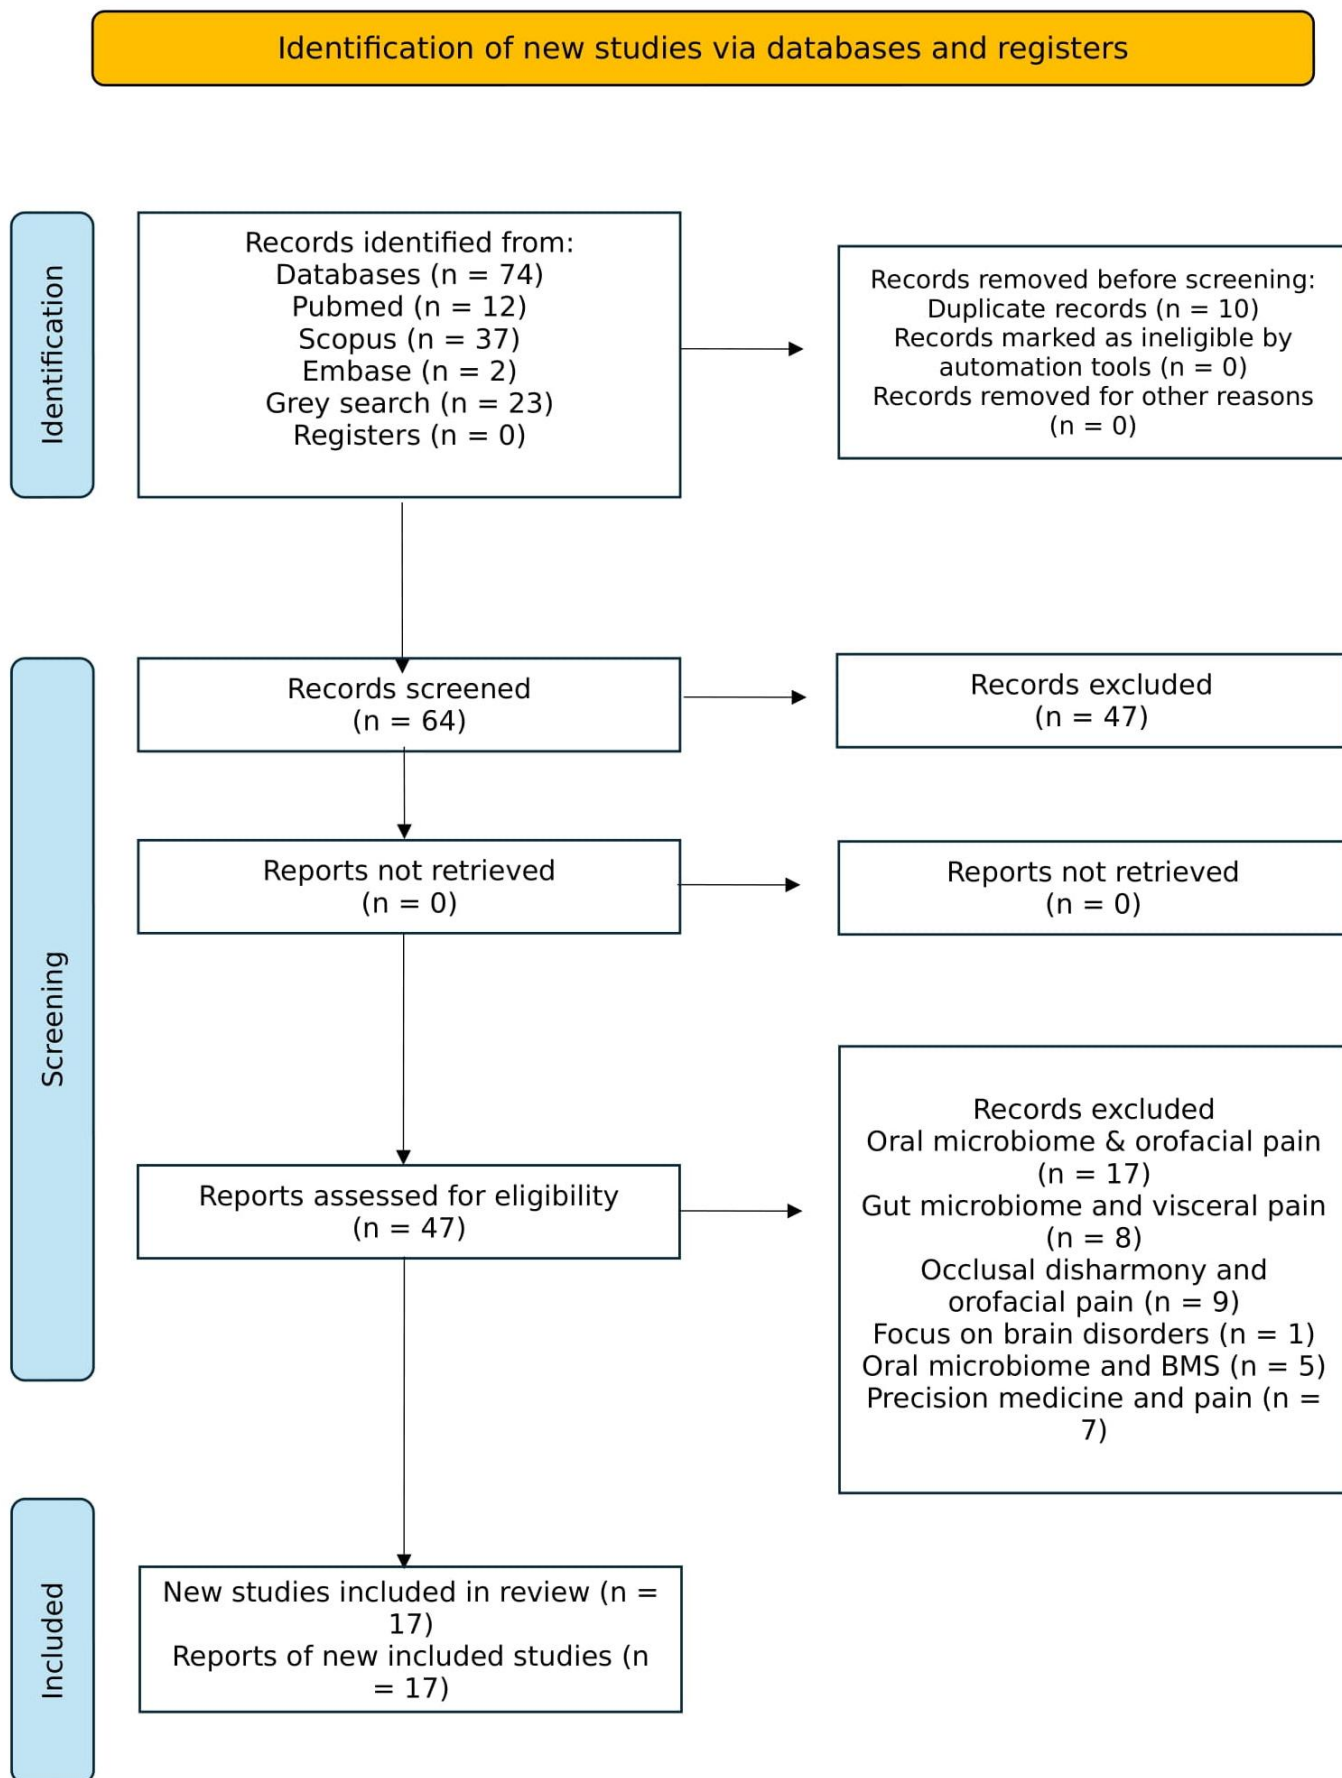 Identification of new studies via databases and registers
Identification
Records identified from:
Databases (n = 74)
Pubmed (n = 12)
Scopus (n = 37)
Embase (n = 2)
Grey search (n = 23)
Registers (n = 0)
Records removed before screening:
Duplicate records (n = 10)
Records marked as ineligible by
automation tools (n = 0)
Records removed for other reasons
(n = 0)
Screening
Records screened
(n = 64)
Records excluded
(n = 47)
Reports not retrieved
(n = 0)
Reports not retrieved
(n = 0)
Reports assessed for eligibility
(n = 47)
Records excluded
Oral microbiome & orofacial pain
(n = 17)
Gut microbiome and visceral pain
(n = 8)
Occlusal disharmony and
orofacial pain (n = 9)
Focus on brain disorders (n = 1)
Oral microbiome and BMS (n = 5)
Precision medicine and pain (n =
7)
Included
New studies included in review (n =
17)
Reports of new included studies (n
= 17)